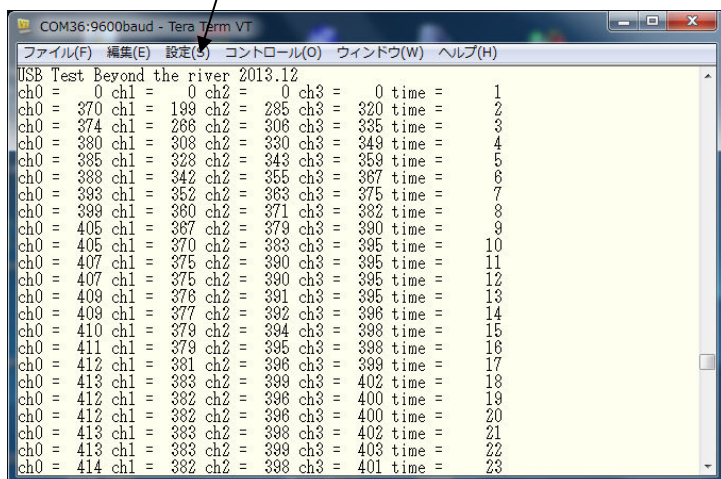 COM36:9600baud - Tera Term VT
ファイル(F) 編集(E) 設定(S) コントロール(O) ウィンドウ(W) ヘルプ(H)
USB Test Beyond the river 2013.12
ch0 = 0 ch1 = 0 ch2 = 0 ch3 = 0 time = 1
ch0 = 370 ch1 = 199 ch2 = 285 ch3 = 320 time = 2
ch0 = 374 ch1 = 266 ch2 = 306 ch3 = 335 time = 3
ch0 = 380 ch1 = 308 ch2 = 330 ch3 = 349 time = 4
ch0 = 385 ch1 = 328 ch2 = 343 ch3 = 359 time = 5
ch0 = 388 ch1 = 342 ch2 = 355 ch3 = 367 time = 6
ch0 = 393 ch1 = 352 ch2 = 363 ch3 = 375 time = 7
ch0 = 399 ch1 = 360 ch2 = 371 ch3 = 382 time = 8
ch0 = 405 ch1 = 367 ch2 = 379 ch3 = 390 time = 9
ch0 = 405 ch1 = 370 ch2 = 383 ch3 = 395 time = 10
ch0 = 407 ch1 = 375 ch2 = 390 ch3 = 395 time = 11
ch0 = 407 ch1 = 375 ch2 = 390 ch3 = 395 time = 12
ch0 = 409 ch1 = 376 ch2 = 391 ch3 = 395 time = 13
ch0 = 409 ch1 = 377 ch2 = 392 ch3 = 396 time = 14
ch0 = 410 ch1 = 379 ch2 = 394 ch3 = 398 time = 15
ch0 = 411 ch1 = 379 ch2 = 395 ch3 = 398 time = 16
ch0 = 412 ch1 = 381 ch2 = 396 ch3 = 399 time = 17
ch0 = 413 ch1 = 383 ch2 = 399 ch3 = 402 time = 18
ch0 = 412 ch1 = 382 ch2 = 396 ch3 = 400 time = 19
ch0 = 412 ch1 = 382 ch2 = 396 ch3 = 400 time = 20
ch0 = 413 ch1 = 383 ch2 = 398 ch3 = 402 time = 21
ch0 = 413 ch1 = 383 ch2 = 399 ch3 = 403 time = 22
ch0 = 414 ch1 = 382 ch2 = 398 ch3 = 401 time = 23